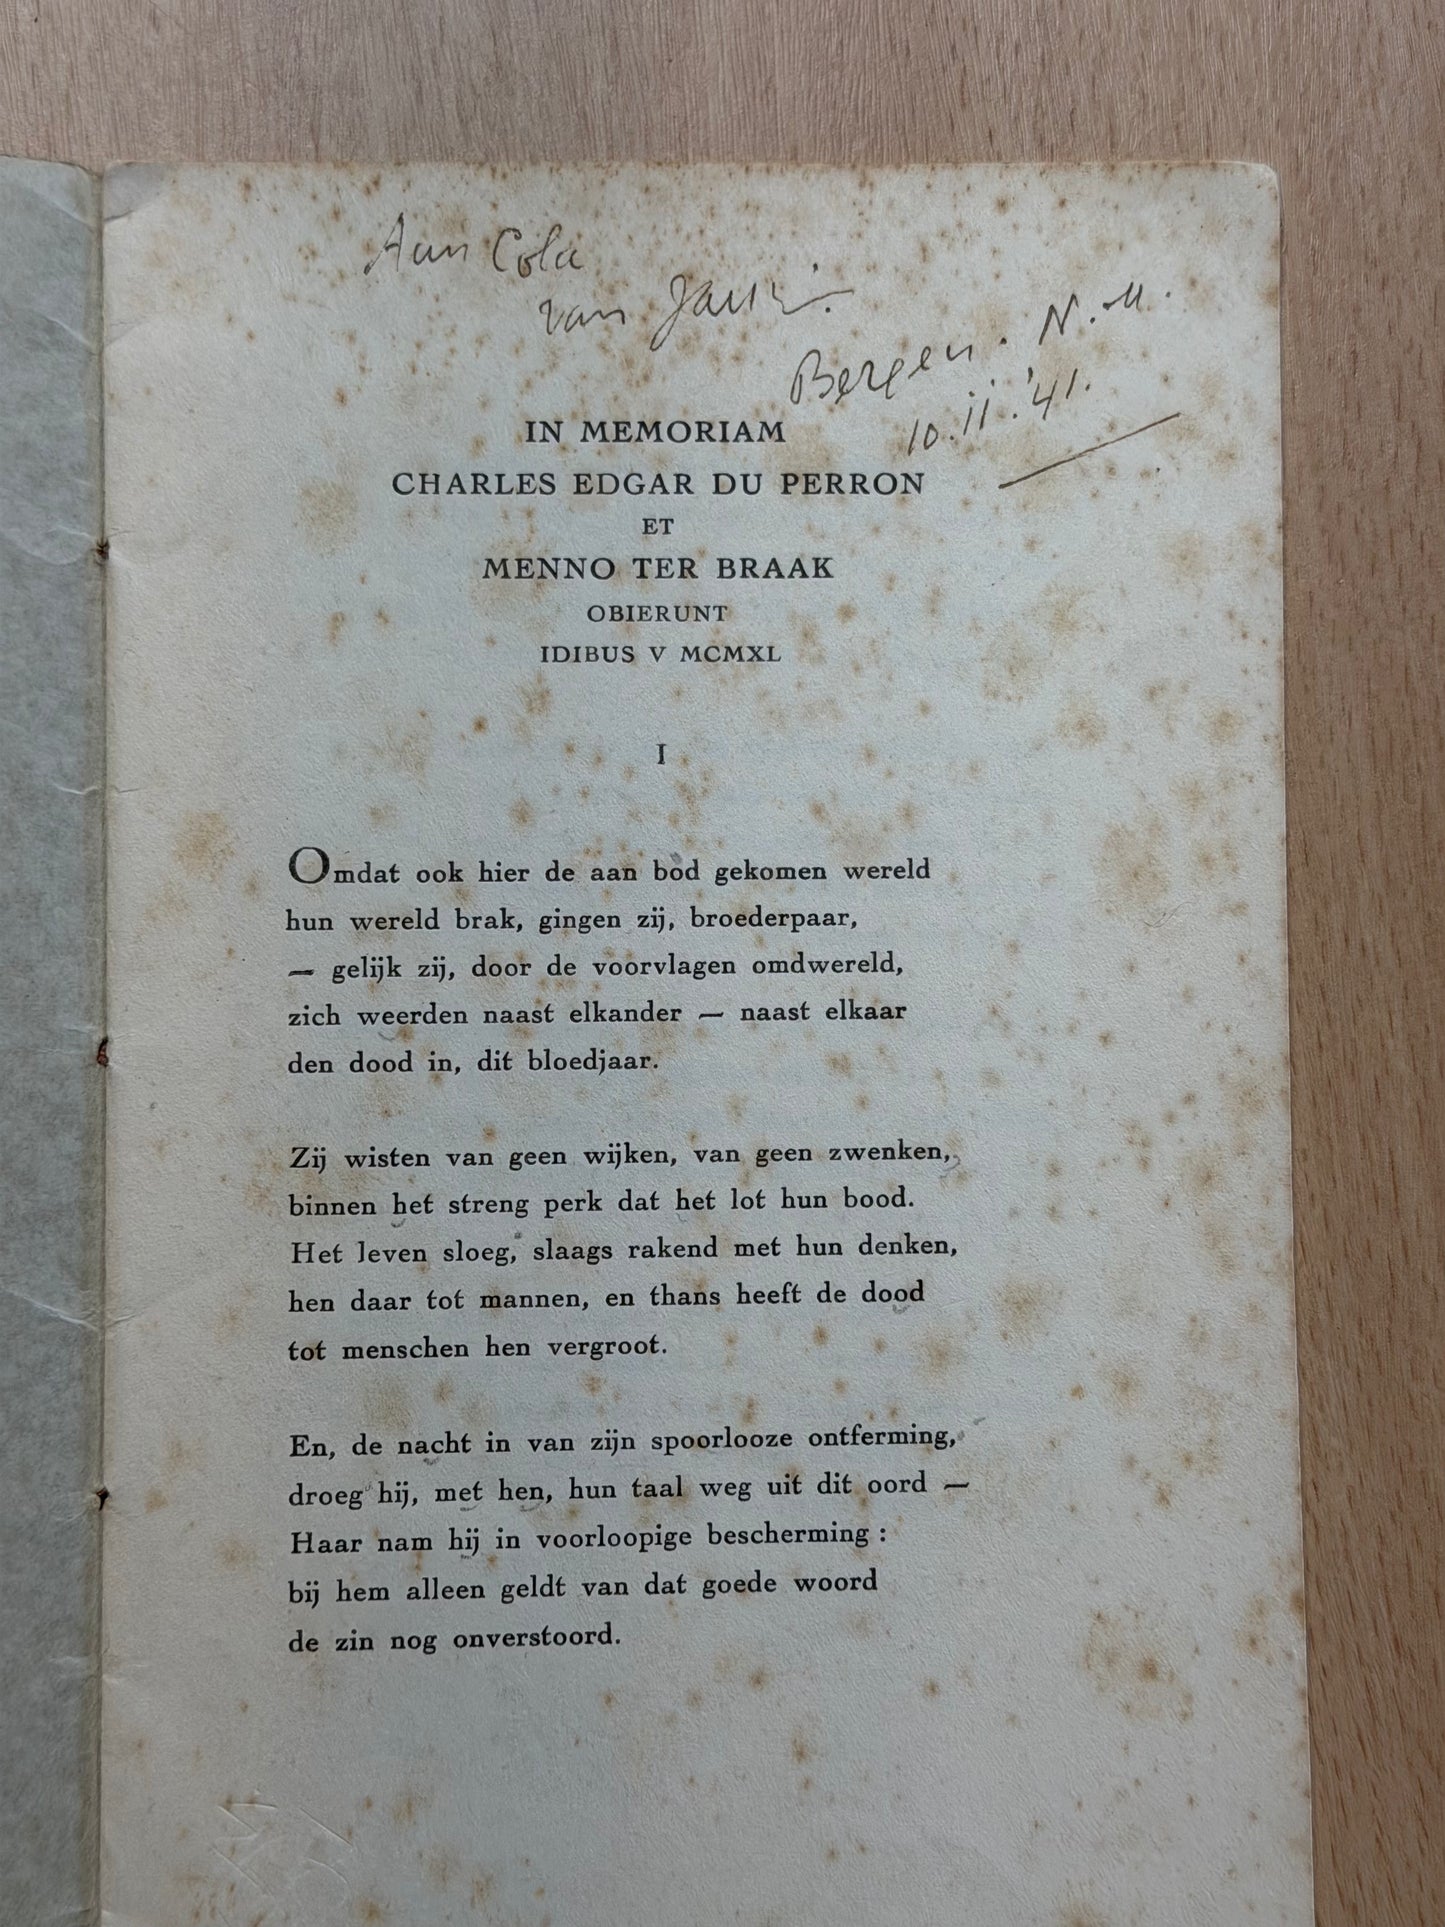 Aan Cola
van
Bergen. N.-H.
10.II.'41.
IN MEMORIAM
CHARLES EDGAR DU PERRON
ET
MENNO TER BRAAK
OBIERUNT
IDIBUS V MCMXL
I
Omdat ook hier de aan bod gekomen wereld
hun wereld brak, gingen zij, broederpaar,
— gelijk zij, door de voorvlagen omdwereld,
zich weerden naast elkander — naast elkaar
den dood in, dit bloedjaar.
Zij wisten van geen wijken, van geen zwenken,
binnen het streng perk dat het lot hun bood.
Het leven sloeg, slaags rakend met hun denken,
hen daar tot mannen, en thans heeft de dood
tot menschen hen vergroot.
En, de nacht in van zijn spoorlooze ontferming,
droeg hij, met hen, hun taal weg uit dit oord —
Haar nam hij in voorloopige bescherming :
bij hem alleen geldt van dat goede woord
de zin nog onverstoord.